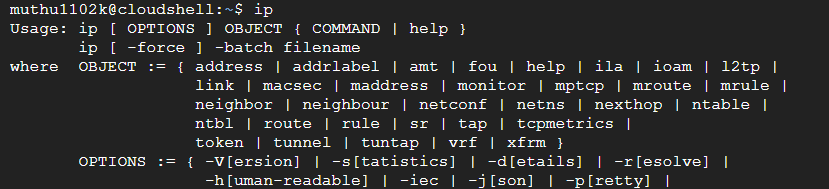 muthu1102k@cloudshell:~$ ip
Usage: ip [ OPTIONS ] OBJECT { COMMAND | help }
       ip [ -force ] -batch filename
where  OBJECT := { address | addrlabel | amt | fou | help | ila | ioam | l2tp |
                   link | macsec | maddress | monitor | mptcp | mroute | mrule |
                   neighbor | neighbour | netconf | netns | nexthop | ntable |
                   ntbl | route | rule | sr | tap | tcpmetrics |
                   token | tunnel | tuntap | vrf | xfrm }
       OPTIONS := { -V[ersion] | -s[tatistics] | -d[etails] | -r[esolve] |
                    -h[uman-readable] | -iec | -j[son] | -p[retty] |